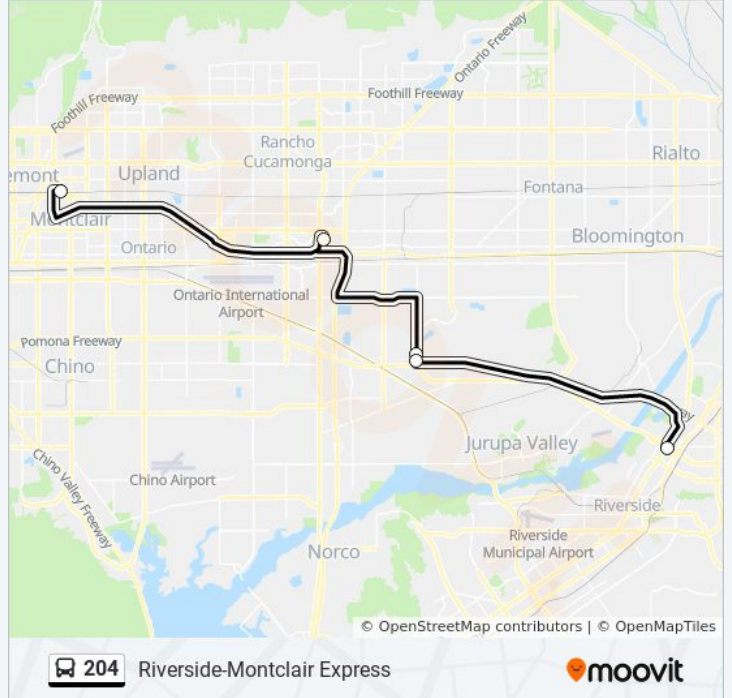 Foothill Freeway
Ontario Freeway
Foothill Freeway
Rancho
Cucamonga
Rialto
emont
Upland
Fontana
Montclair
Ontario
Bloomington
Ontario International
Airport
Pomona Freeway
Chino
Jurupa Valley
Chino Valley Freeway
Chino Airport
Riverside
Riverside
Municipal Airport
Norco
© OpenStreetMap contributors | © OpenMapTiles
204 Riverside-Montclair Express
moovit